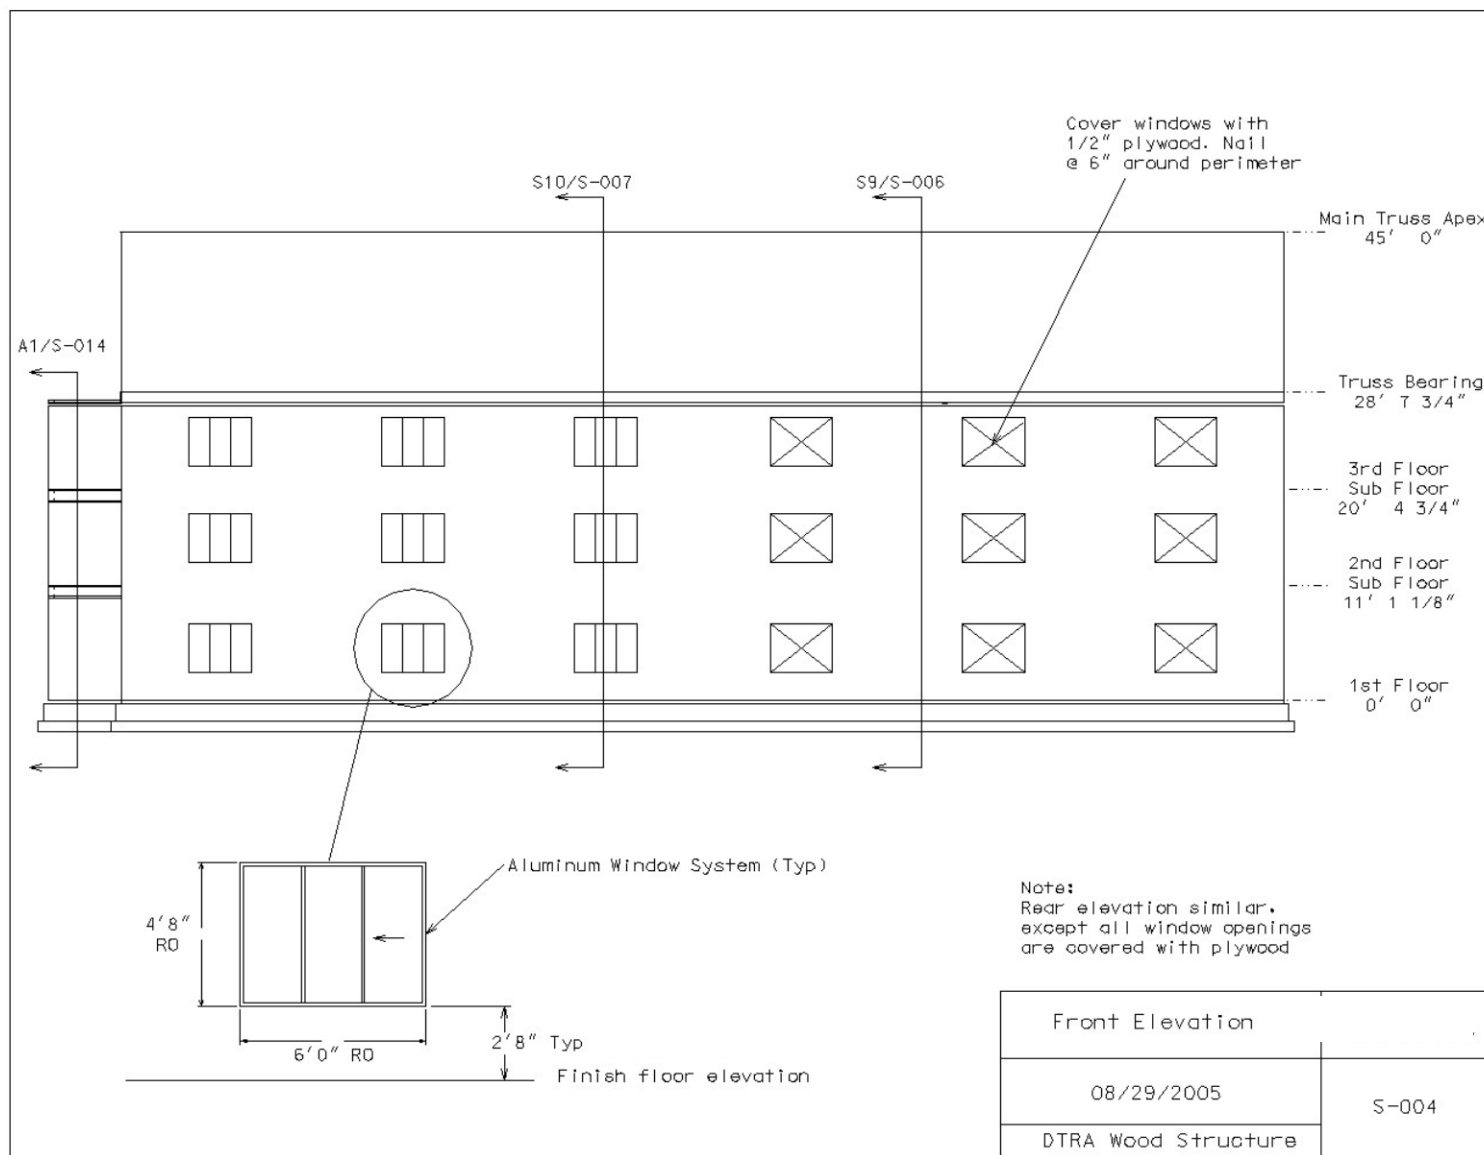 Cover windows with
1/2" plywood. Nail
@ 6" around perimeter
S10/S-007
S9/S-006
Main Truss Apex
45' 0"
A1/S-014
Truss Bearing
28' 7 3/4"
3rd Floor
Sub Floor
20' 4 3/4"
2nd Floor
Sub Floor
11' 1 1/8"
1st Floor
0' 0"
Aluminum Window System (Typ)
4'8"
RO
6'0" RO
2'8" Typ
Finish floor elevation
Note:
Rear elevation similar.
except all window openings
are covered with plywood
Front Elevation
08/29/2005
S-004
DTRA Wood Structure